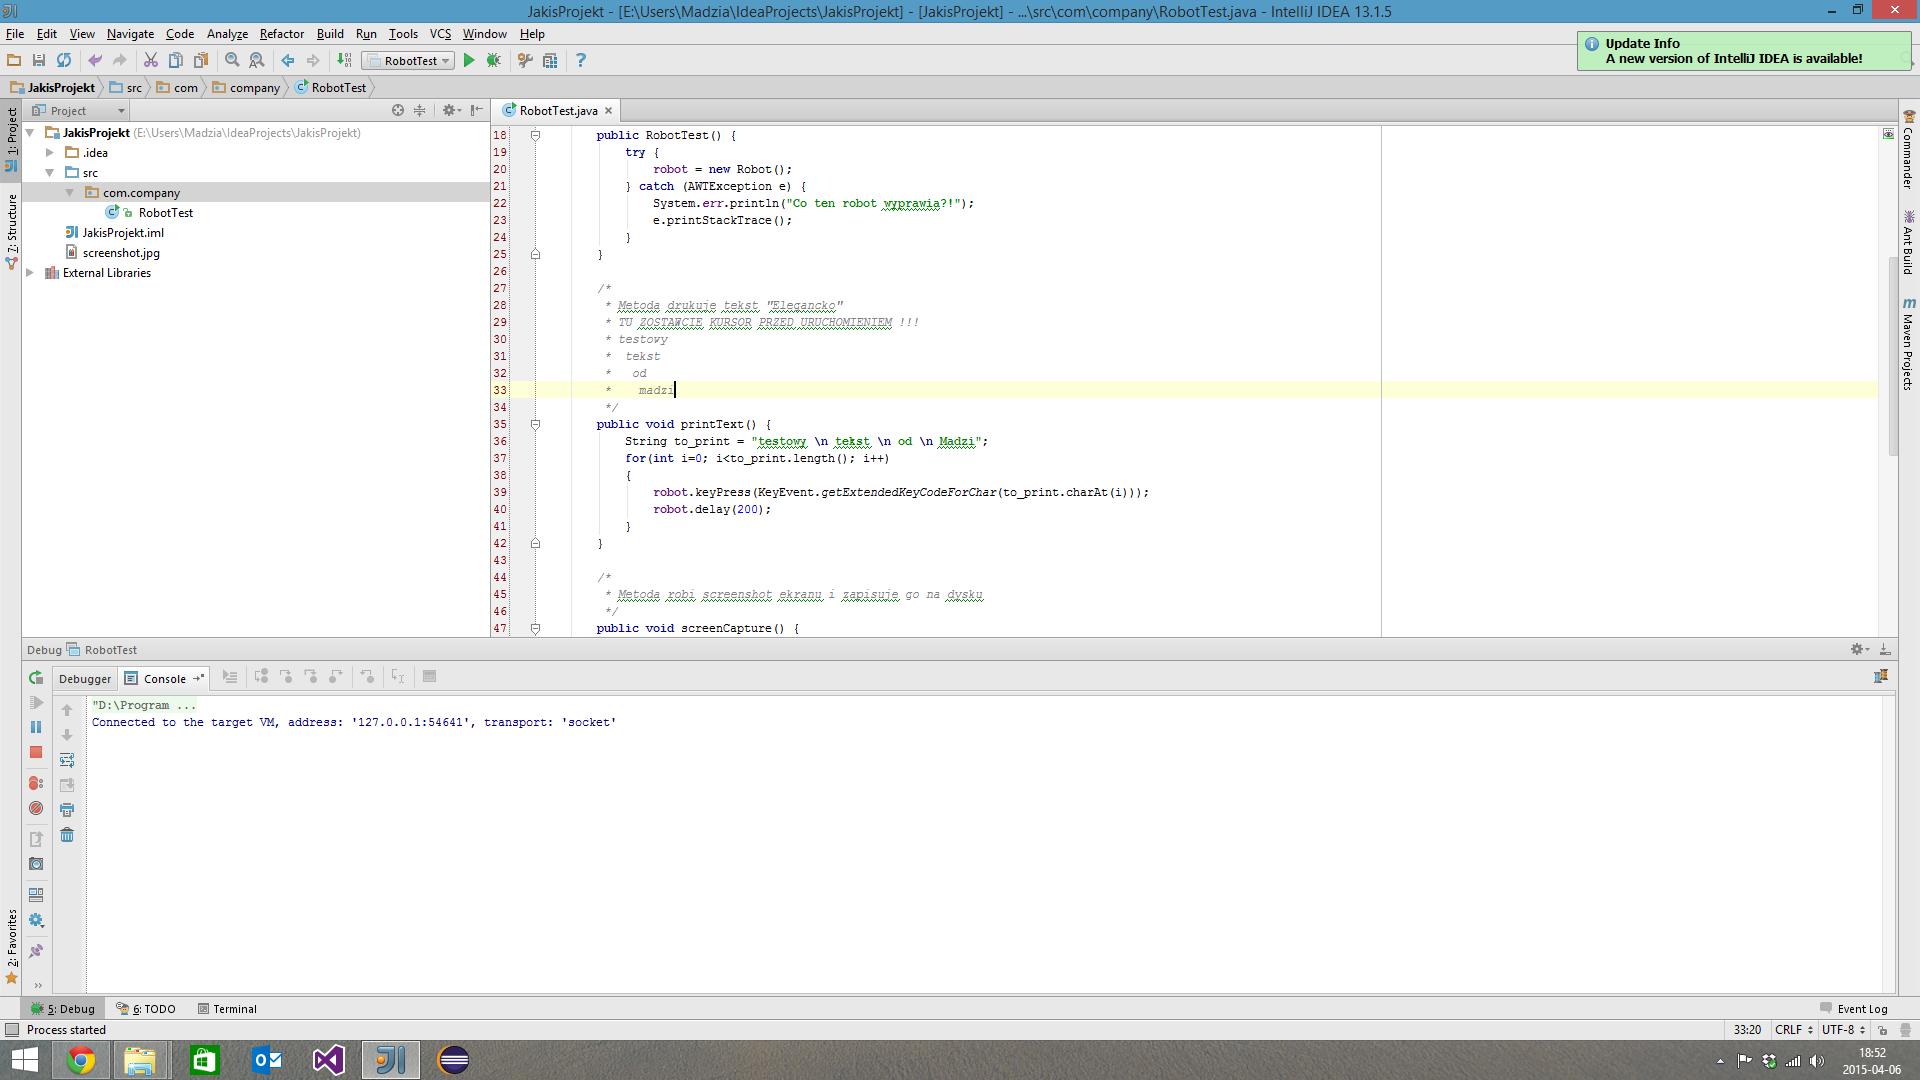 JakisProjekt - [E:\Users\Madzia\IdeaProjects\JakisProjekt] - [JakisProjekt] - ...\src\com\company\RobotTest.java - IntelliJ IDEA 13.1.5
File Edit View Navigate Code Analyze Refactor Build Run Tools VCS Window Help
RobotTest
Update Info
A new version of IntelliJ IDEA is available!
JakisProjekt src com company RobotTest
1: Project
7: Structure
2: Favorites
Project
JakisProjekt (E:\Users\Madzia\IdeaProjects\JakisProjekt)
.idea
src
com.company
RobotTest
JakisProjekt.iml
screenshot.jpg
External Libraries
RobotTest.java
18 public RobotTest() {
19 try {
20 robot = new Robot();
21 } catch (AWTException e) {
22 System.err.println("Co ten robot wyprawia?!");
23 e.printStackTrace();
24 }
25 }
26
27 /*
28 * Metoda drukuje tekst "Elegancko"
29 * TU ZOSTAWCIE KURSOR PRZED URUCHOMIENIEM !!!
30 * testowy
31 * tekst
32 * od
33 * madzi
34 */
35 public void printText() {
36 String to_print = "testowy \n tekst \n od \n Madzi";
37 for(int i=0; i<to_print.length(); i++)
38 {
39 robot.keyPress(KeyEvent.getExtendedKeyCodeForChar(to_print.charAt(i)));
40 robot.delay(200);
41 }
42 }
43
44 /*
45 * Metoda robi screenshot ekranu i zapisuje go na dysku
46 */
47 public void screenCapture() {
Commander
Ant Build
Maven Projects
Debug RobotTest
Debugger Console
"D:\Program ...
Connected to the target VM, address: '127.0.0.1:54641', transport: 'socket'
5: Debug 6: TODO Terminal Event Log
Process started 33:20 CRLF UTF-8
18:52
2015-04-06